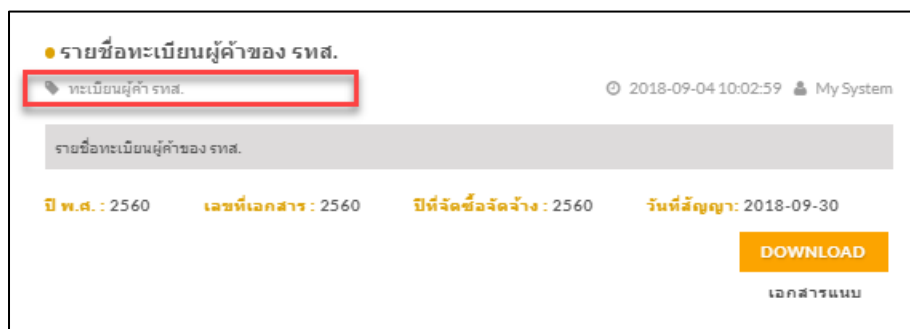 รายชื่อทะเบียนผู้ค้าของ รทส.
ทะเบียนผู้ค้า รทส. 2018-09-04 10:02:59 My System
รายชื่อทะเบียนผู้ค้าของ รทส.
ปี พ.ศ. : 2560 เลขที่เอกสาร : 2560 ปีที่จัดซื้อจัดจ้าง : 2560 วันที่สัญญา: 2018-09-30
DOWNLOAD
เอกสารแนบ